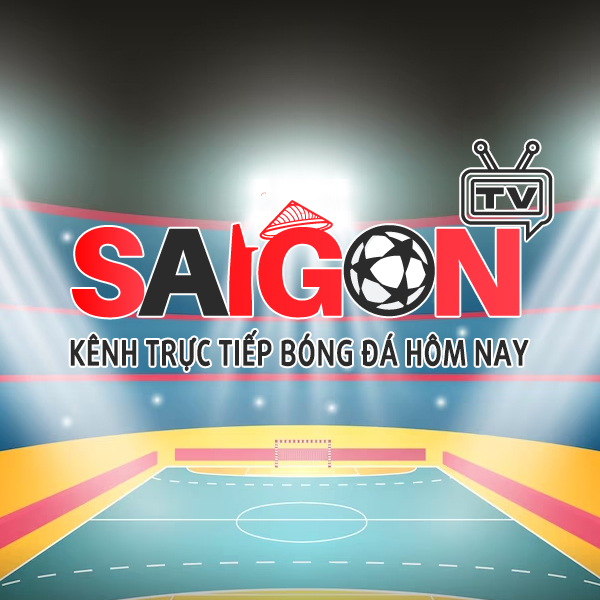 TV
SAIGON
KÊNH TRỰC TIẾP BÓNG ĐÁ HÔM NAY